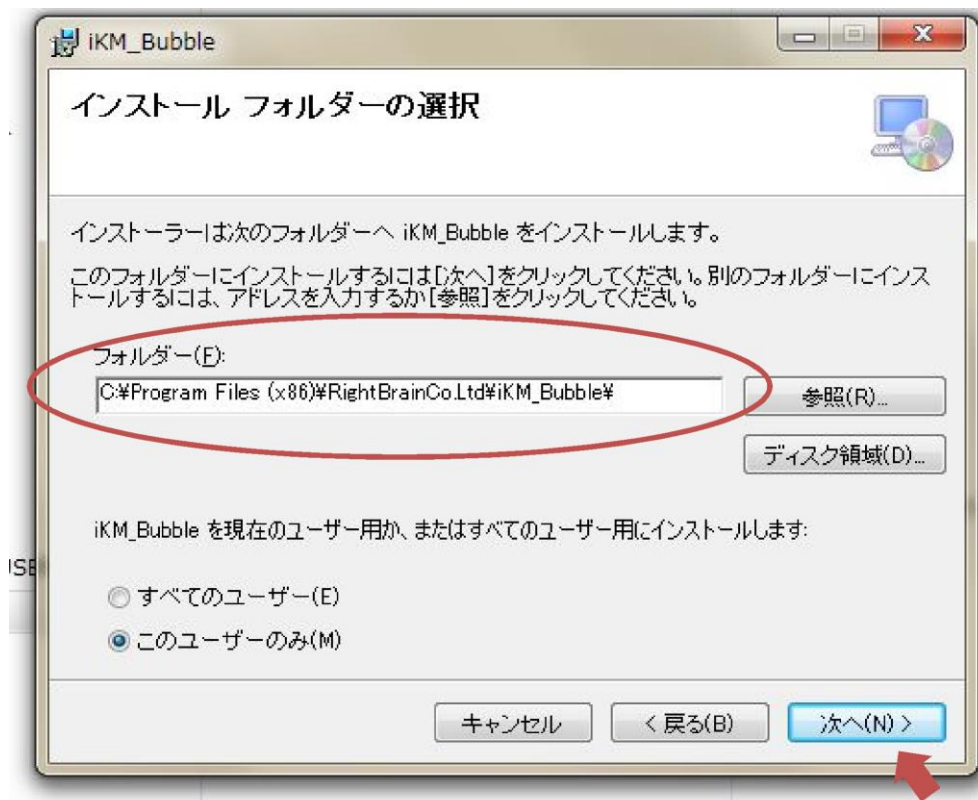 iKM_Bubble
インストール フォルダーの選択
インストーラーは次のフォルダーへ iKM_Bubble をインストールします。
このフォルダーにインストールするには[次へ]をクリックしてください。別のフォルダーにインス
トールするには、アドレスを入力するか[参照]をクリックしてください。
フォルダー(F):
C:¥Program Files (x86)¥RightBrainCo.Ltd¥iKM_Bubble¥
参照(R)...
ディスク領域(D)...
iKM_Bubble を現在のユーザー用か、またはすべてのユーザー用にインストールします:
すべてのユーザー(E)
このユーザーのみ(M)
キャンセル
< 戻る(B)
次へ(N) >